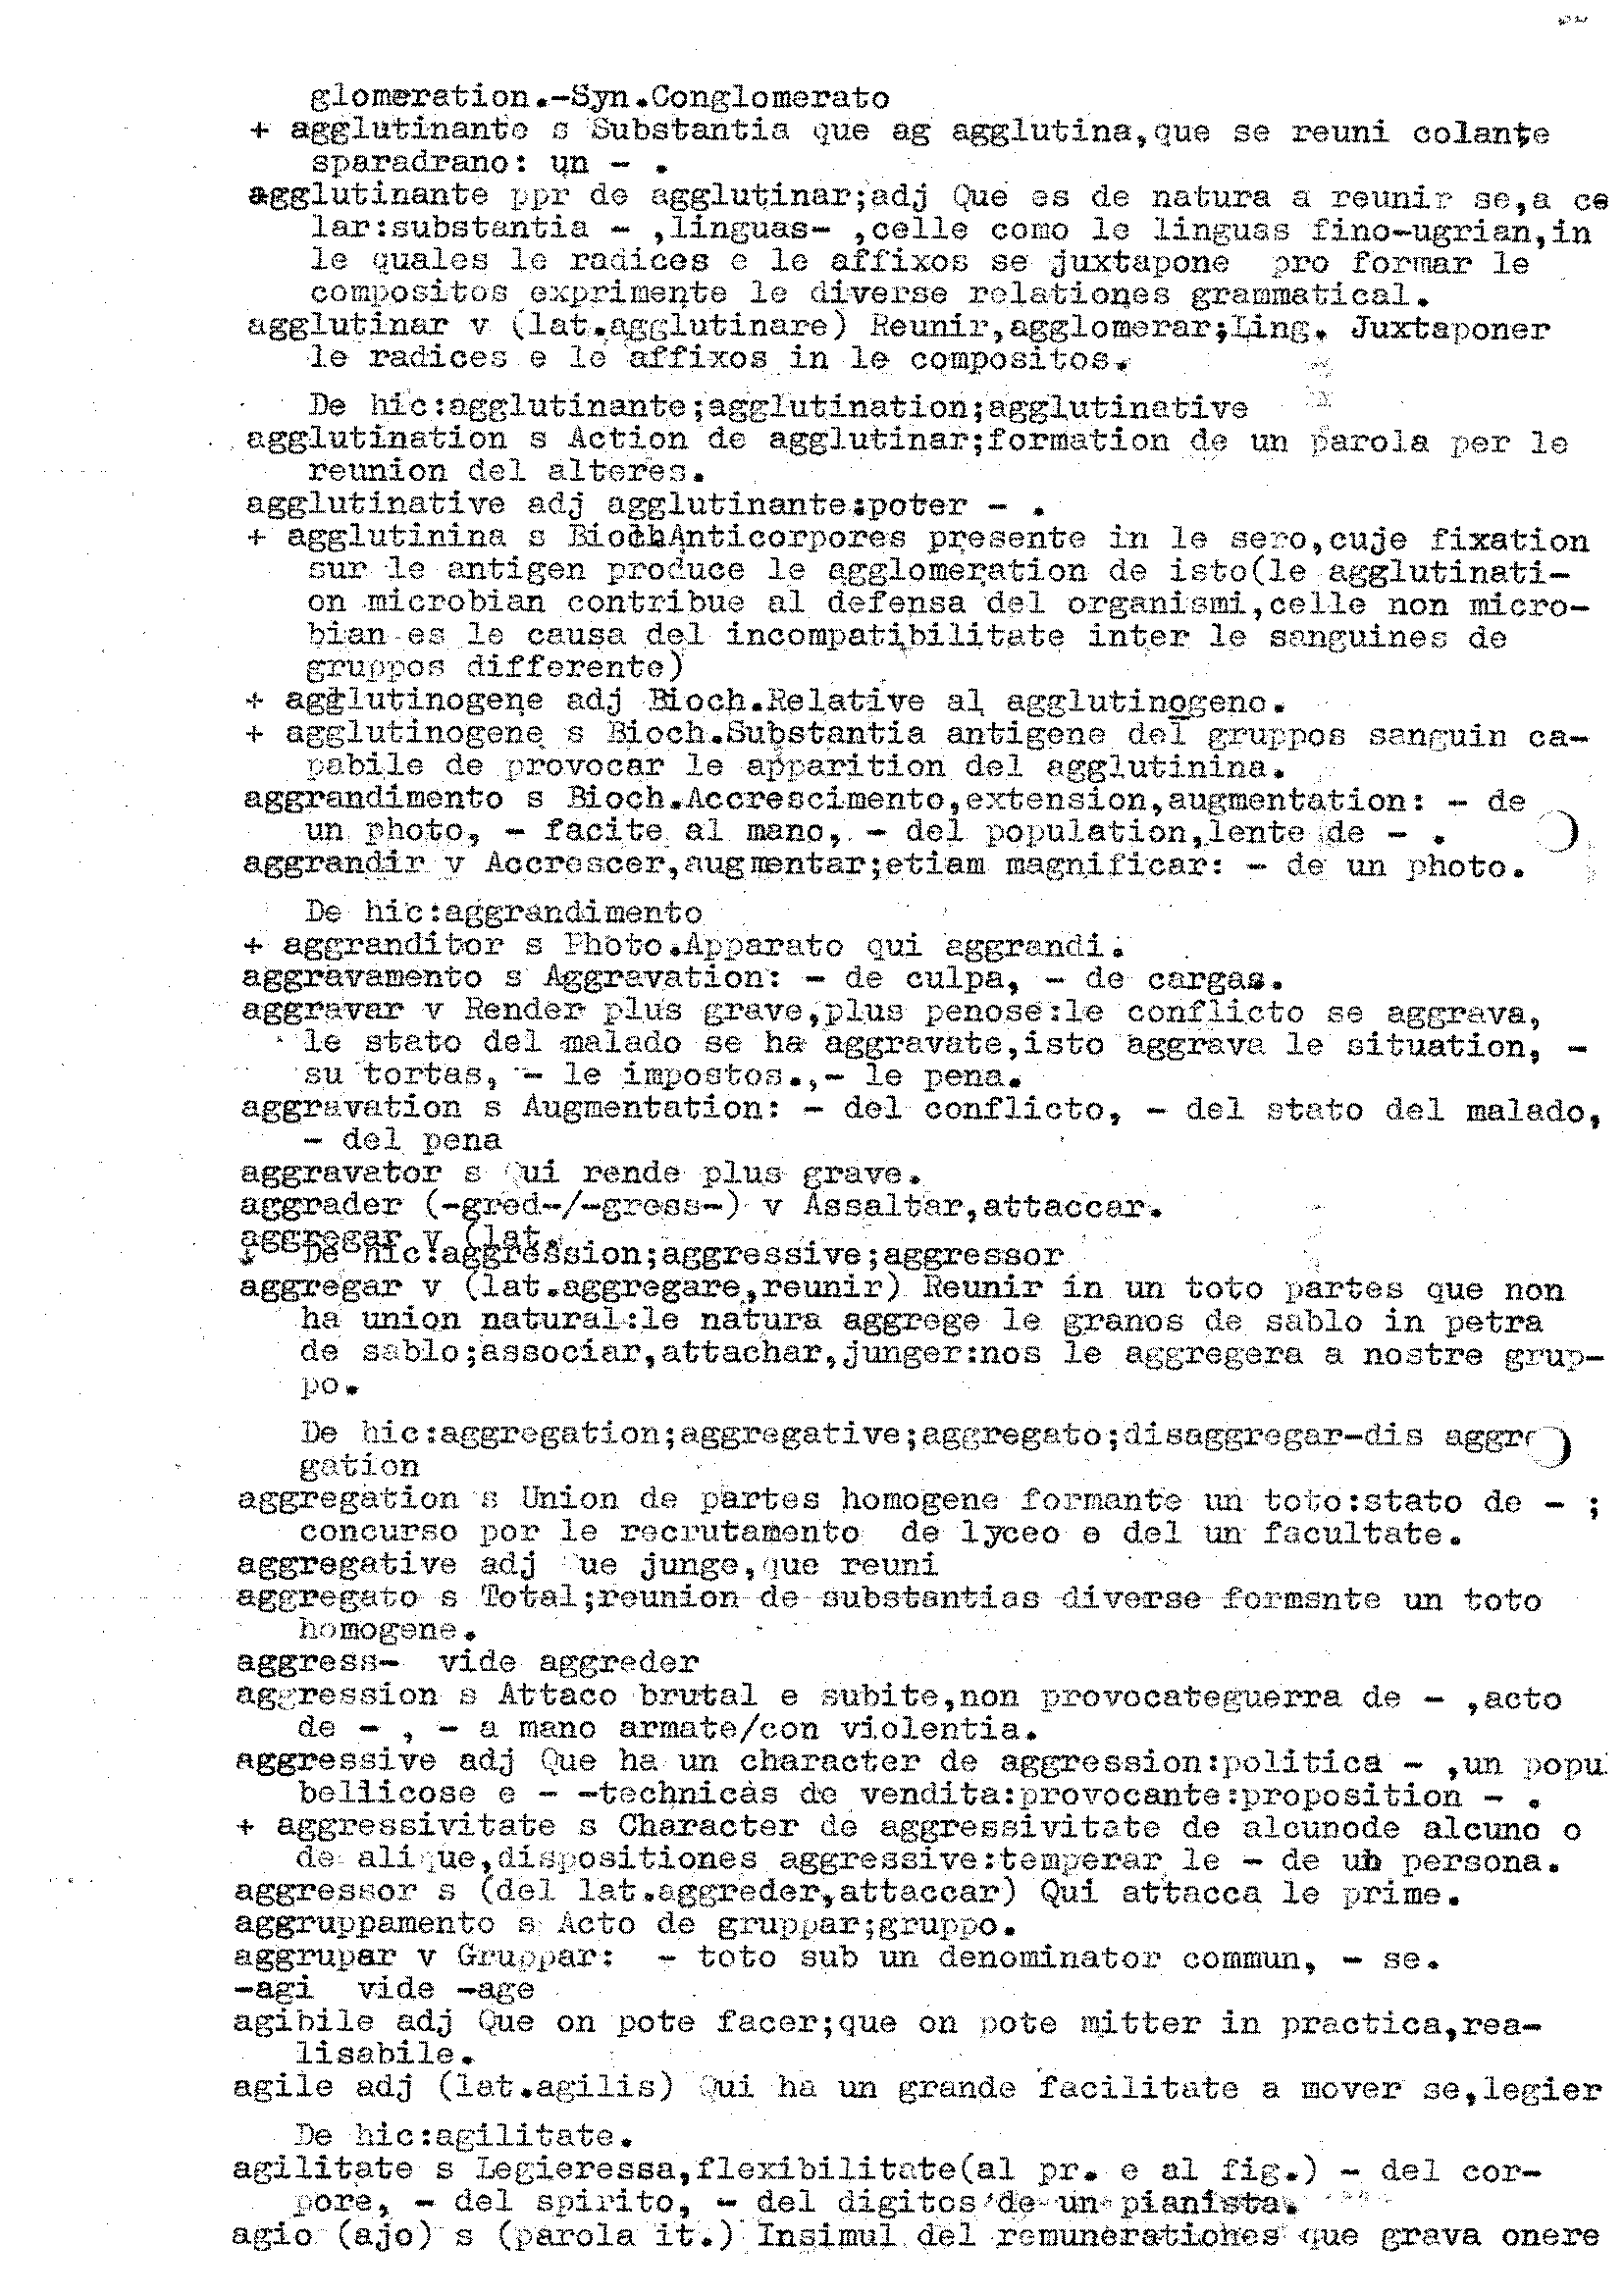 glomeration.-Syn.Conglomerato
+ agglutinante s Substantia que ag agglutina,que se reuni colante
sparadrano: un - .
agglutinante ppr de agglutinar;adj Que es de natura a reunir se,a ce
lar:substantia - ,linguas- ,celle como le linguas fino-ugrian,in
le quales le radices e le affixos se juxtapone pro formar le
compositos exprimente le diverse relationes grammatical.
agglutinar v (lat.agglutinare) Reunir,agglomerar;Ling. Juxtaponer
le radices e le affixos in le compositos.
De hic:agglutinante;agglutination;agglutinative
agglutination s Action de agglutinar;formation de un parola per le
reunion del alteres.
agglutinative adj agglutinante:poter - .
+ agglutinina s Bioch.Anticorpores presente in le sero,cuje fixation
sur le antigen produce le agglomeration de isto(le agglutinati-
on microbian contribue al defensa del organismi,celle non micro-
bian es le causa del incompatibilitate inter le sanguines de
gruppos differente)
+ agglutinogene adj Bioch.Relative al agglutinogeno.
+ agglutinogene s Bioch.Substantia antigene del gruppos sanguin ca-
pabile de provocar le apparition del agglutinina.
aggrandimento s Bioch.Accrescimento,extension,augmentation: - de
un photo, - facite al mano, - del population,lente de - .
aggrandir v Accrescer,augmentar;etiam magnificar: - de un photo.
De hic:aggrandimento
+ aggranditor s Photo.Apparato qui aggrandi.
aggravamento s Aggravation: - de culpa, - de cargas.
aggravar v Render plus grave,plus penose:le conflicto se aggrava,
le stato del malado se ha aggravate,isto aggrava le situation, -
su tortas, - le impostos.,- le pena.
aggravation s Augmentation: - del conflicto, - del stato del malado,
- del pena
aggravator s Qui rende plus grave.
aggrader (-gred-/-gress-) v Assaltar,attaccar.
aggregar v (lat.
De hic:aggression;aggressive;aggressor
aggregar v (lat.aggregare,reunir) Reunir in un toto partes que non
ha union natural:le natura aggrege le granos de sablo in petra
de sablo;associar,attachar,junger:nos le aggregera a nostre grup-
po.
De hic:aggregation;aggregative;aggregato;disaggregar-dis aggre
gation
aggregation s Union de partes homogene formante un toto:stato de - ;
concurso por le recrutamento de lyceo e del un facultate.
aggregative adj ue junge,que reuni
aggregato s Total;reunion de substantias diverse formsnte un toto
homogene.
aggress- vide aggreder
aggression s Attaco brutal e subite,non provocateguerra de - ,acto
de - , - a mano armate/con violentia.
aggressive adj Que ha un character de aggression:politica - ,un popu
bellicose e - -technicas de vendita:provocante:proposition - .
+ aggressivitate s Character de aggressivitate de alcunode alcuno o
de alique,dispositiones aggressive:temperar le - de un persona.
aggressor s (del lat.aggreder,attaccar) Qui attacca le prime.
aggruppamento s Acto de gruppar;gruppo.
aggrupar v Gruppar: - toto sub un denominator commun, - se.
-agi vide -age
agibile adj Que on pote facer;que on pote mitter in practica,rea-
lisabile.
agile adj (lat.agilis) Qui ha un grande facilitate a mover se,legier
De hic:agilitate.
agilitate s Legieressa,flexibilitate(al pr. e al fig.) - del cor-
pore, - del spirito, - del digitos de un pianista.
agio (ajo) s (parola it.) Insimul del remunerationes que grava onere